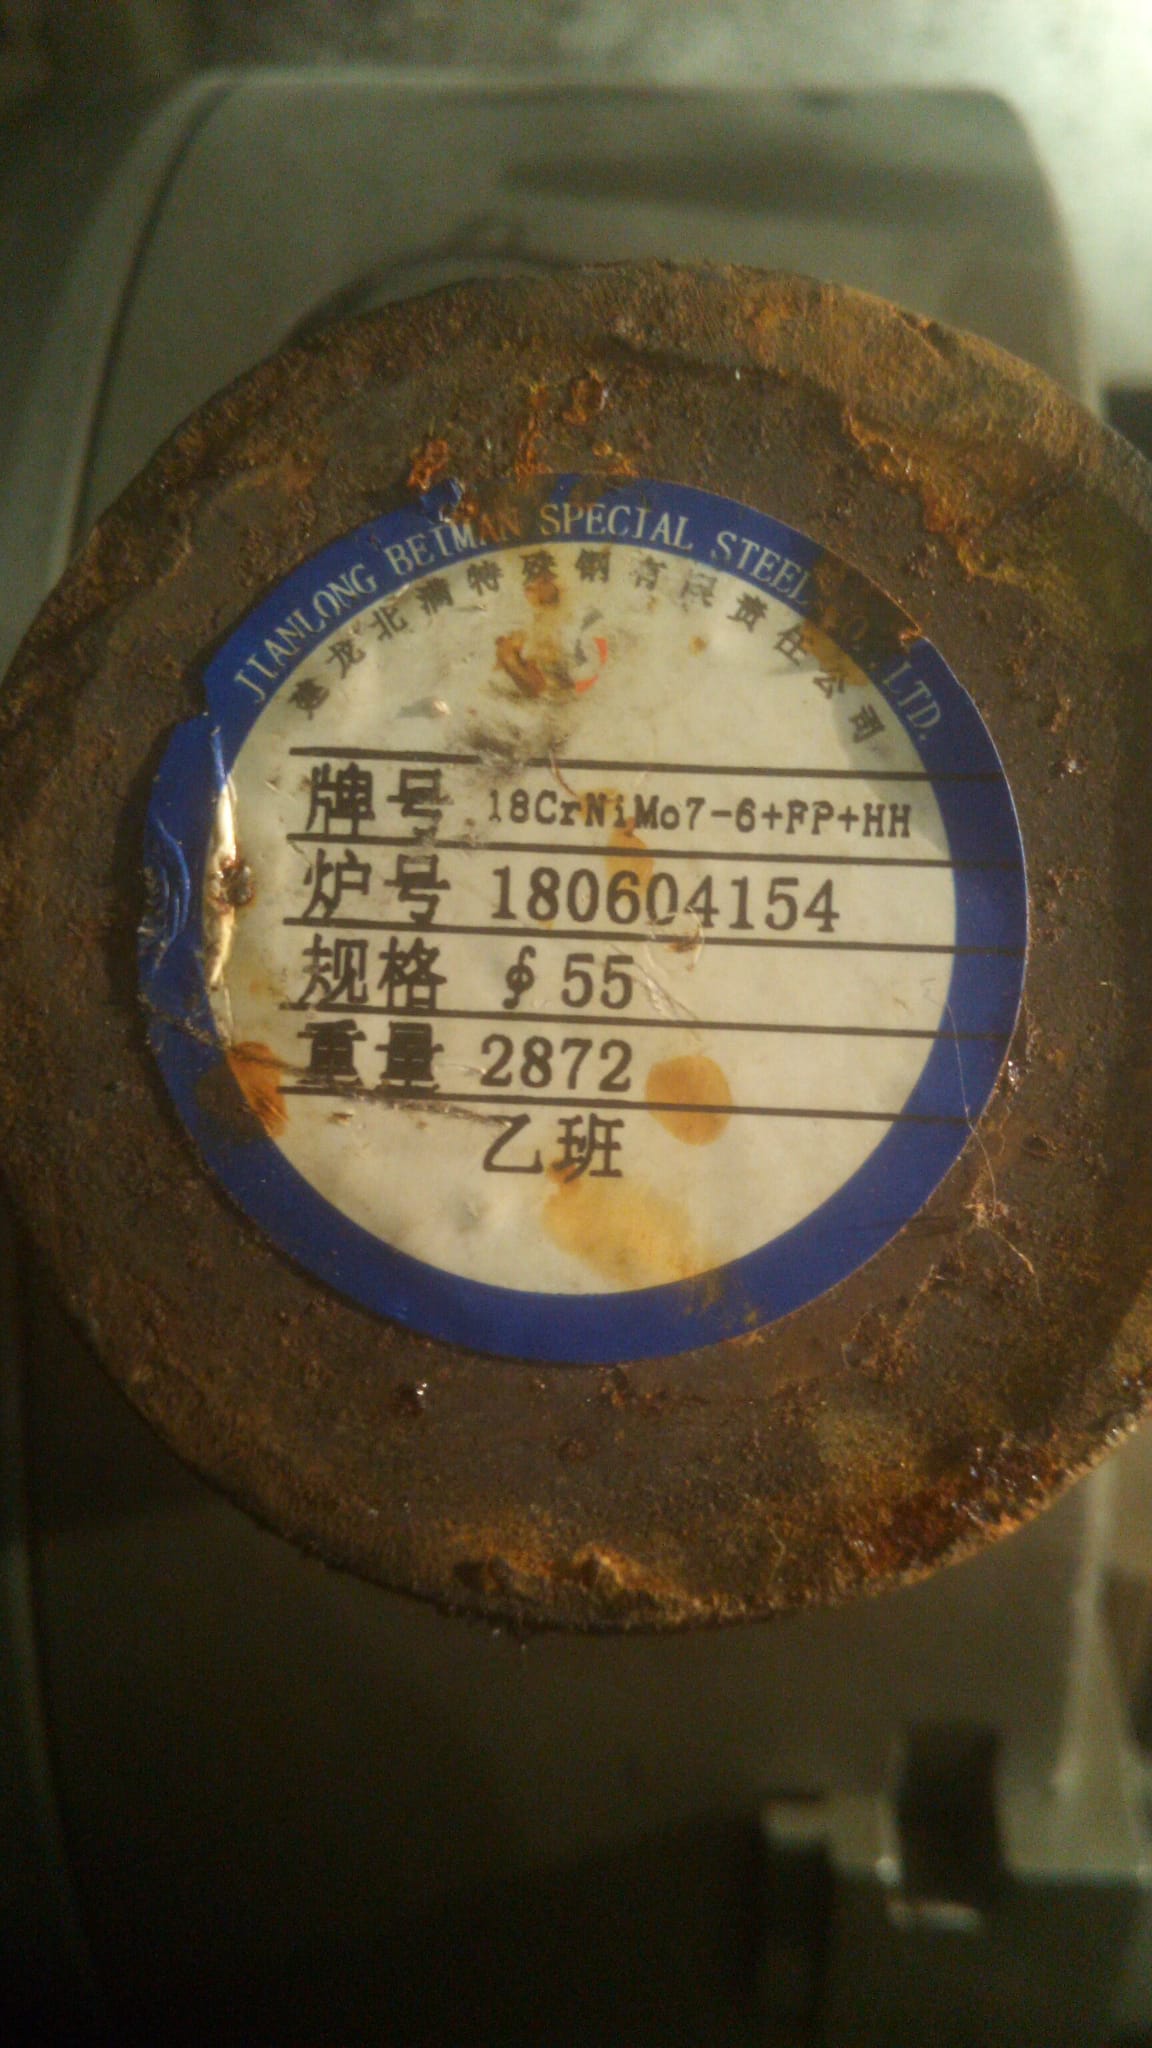 JIANLONG BEIMAN SPECIAL STEEL CO., LTD.
建龙北满特殊钢有限责任公司
牌号 18CrNiMo7-6+FP+HH
炉号 180604154
规格 ∮55
重量 2872
乙班